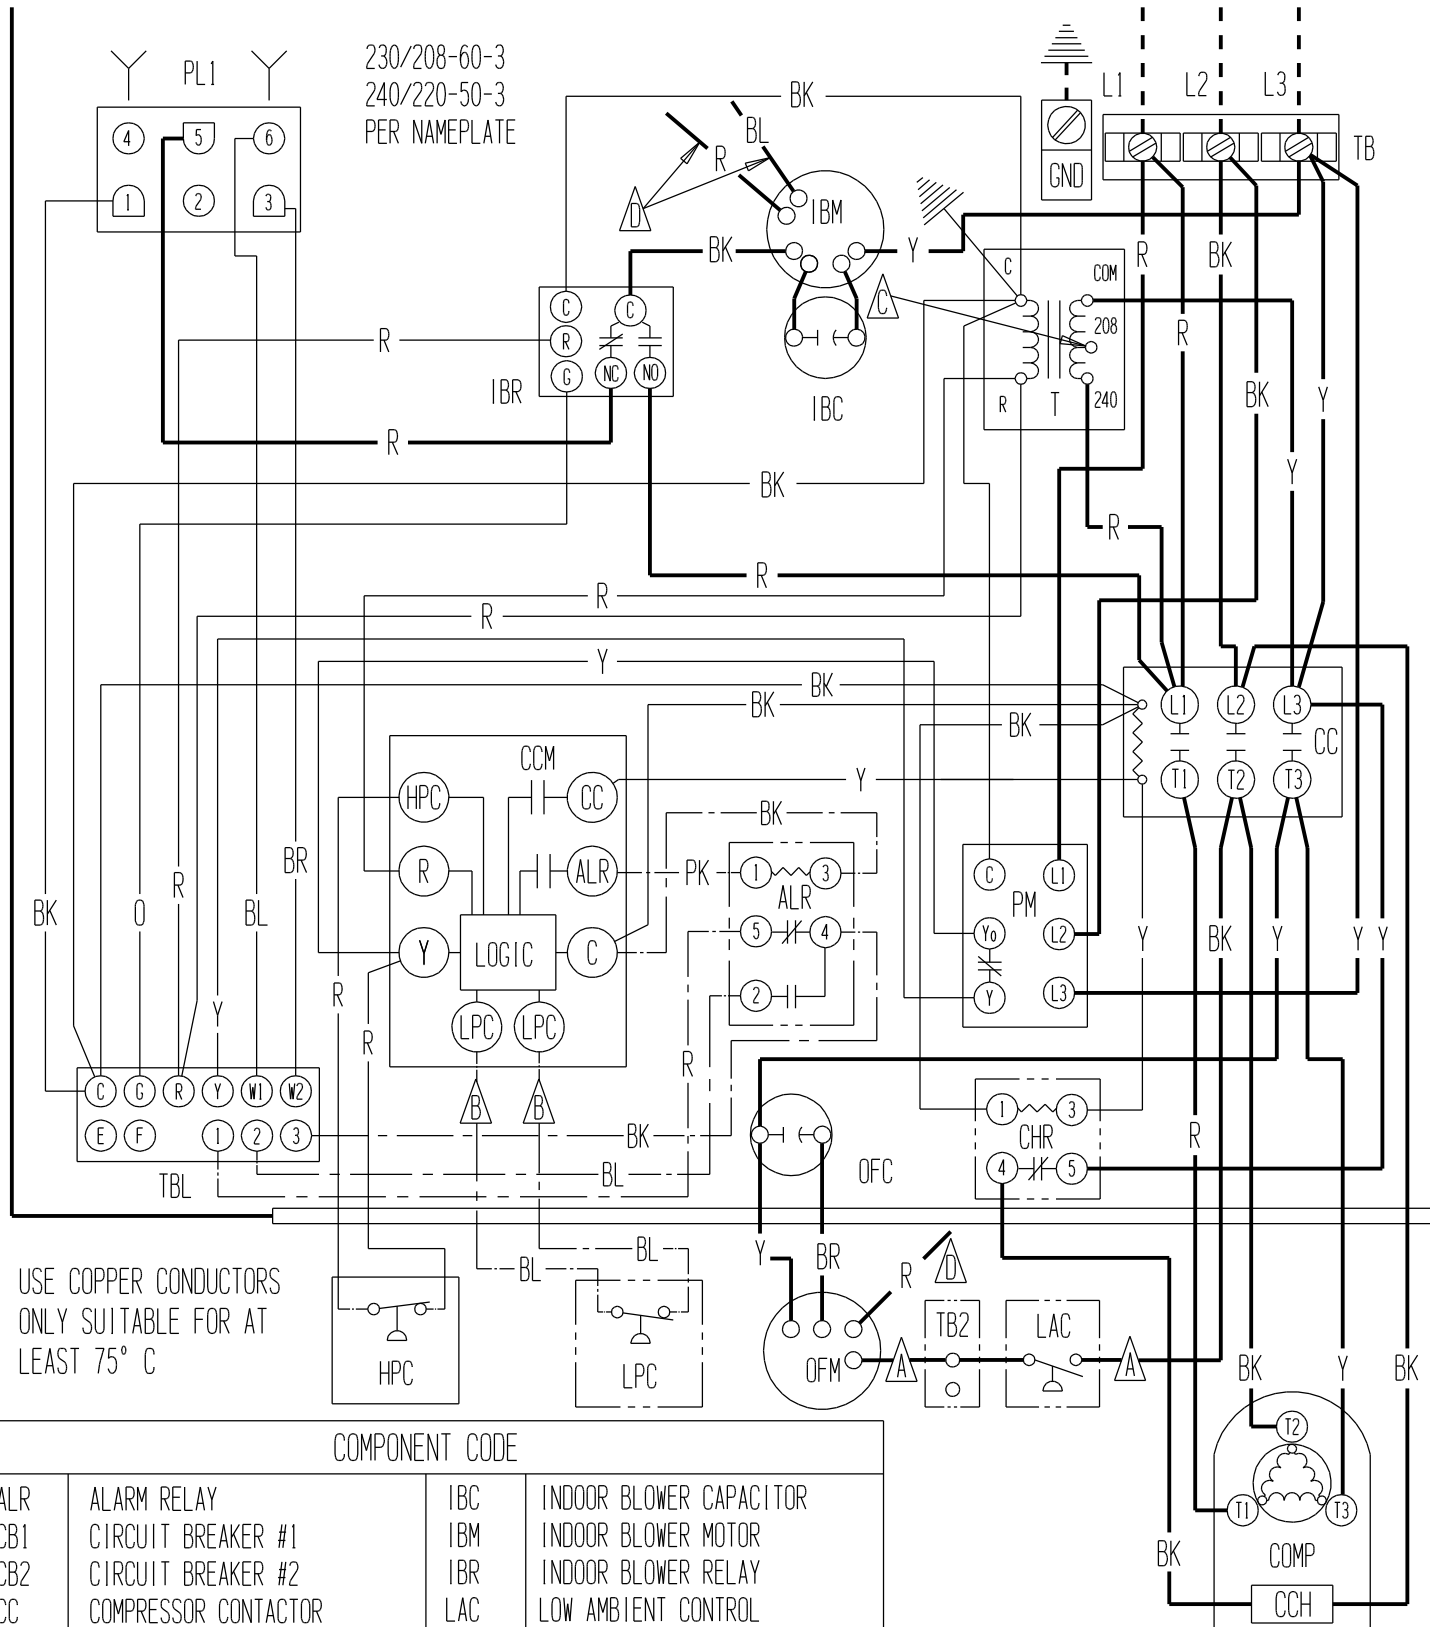 230/208-60-3
240/220-50-3
PER NAMEPLATE
PL1
4 5 6
1 2 3
BK
BL
R
D
IBM
L1 L2 L3
TB
GND
BK
Y
R
BK
C
COM
208
240
R
T
C
R
BK
Y
C
R
G
C
NC
NO
IBR
IBC
R
R
BK
R
Y
R
R
R
Y
BK
BK
BK
L1 L2 L3
CC
T1 T2 T3
CCM
HPC
CC
Y
BK
R
ALR
PK
1 3
ALR
5 4
2
Y
LOGIC
C
LPC
LPC
C
L1
PM
Yo
L2
Y
L3
BK
O
R
BL
BR
Y
R
R
R
Y
BK
Y
Y
Y
C G R Y W1 W2
E F 1 2 3
TBL
B
B
BK
BL
1 3
CHR
4 5
R
OFC
USE COPPER CONDUCTORS
ONLY SUITABLE FOR AT
LEAST 75° C
BL
BL
HPC
LPC
Y
BR
R
D
OFM
A
TB2
LAC
A
BK
Y
BK
T2
T1
T3
COMP
BK
CCH
COMPONENT CODE
ALR ALARM RELAY IBC INDOOR BLOWER CAPACITOR
CB1 CIRCUIT BREAKER #1 IBM INDOOR BLOWER MOTOR
CB2 CIRCUIT BREAKER #2 IBR INDOOR BLOWER RELAY
CC COMPRESSOR CONTACTOR LAC LOW AMBIENT CONTROL